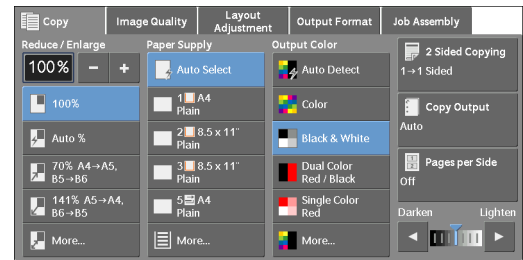 Copy
Image Quality
Layout
Adjustment
Output Format
Job Assembly
Reduce / Enlarge
100%
−
+
100%
Auto %
70% A4→A5,
B5→B6
141% A5→A4,
B6→B5
More...
Paper Supply
Auto Select
1 A4
Plain
2 8.5 x 11"
Plain
3 8.5 x 11"
Plain
5 A4
Plain
More...
Output Color
Auto Detect
Color
Black & White
Dual Color
Red / Black
Single Color
Red
More...
2 Sided Copying
1→1 Sided
Copy Output
Auto
Pages per Side
Off
Darken
Lighten